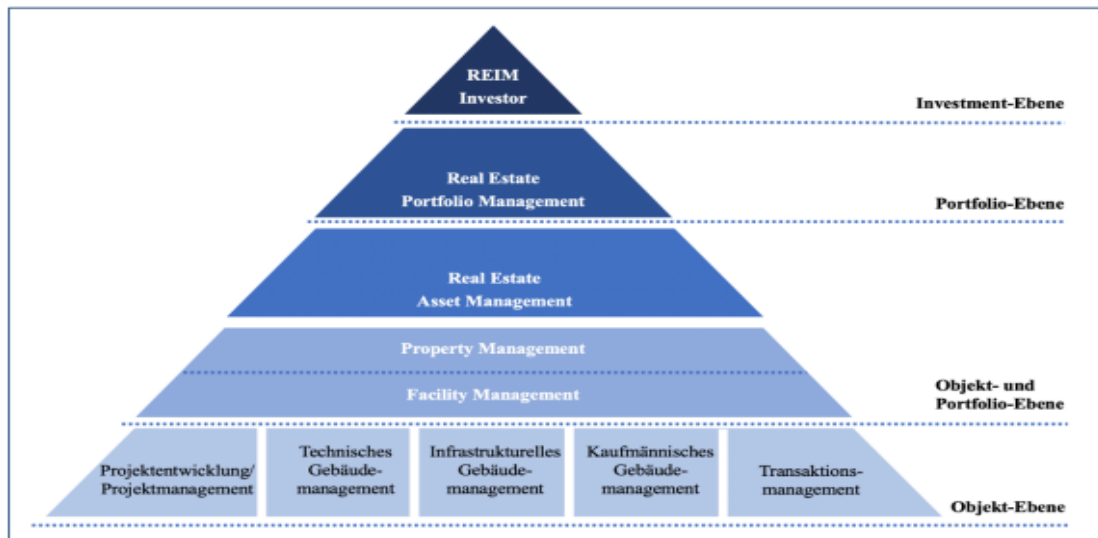 REIM
Investor
Investment-Ebene
Real Estate
Portfolio Management
Portfolio-Ebene
Real Estate
Asset Management
Property Management
Facility Management
Objekt- und
Portfolio-Ebene
Projektentwicklung/
Projektmanagement
Technisches
Gebäude-
management
Infrastrukturelles
Gebäude-
management
Kaufmännisches
Gebäude-
management
Transaktions-
management
Objekt-Ebene